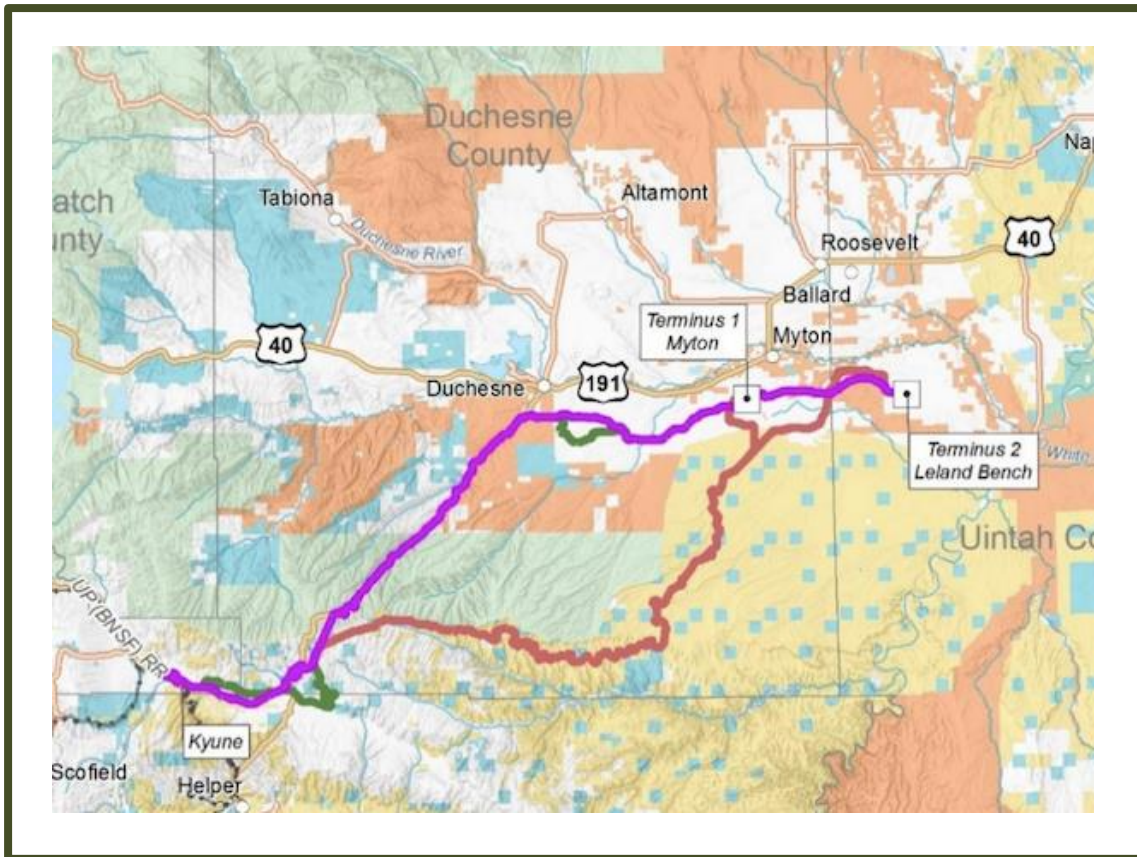 Duchesne
County
Tabiona
Altamont
Nap
atch
unty
Duchesne River
Roosevelt
40
Ballard
Terminus 1
Myton
Myton
40
Duchesne
191
Terminus 2
Leland Bench
White
Uintah Co
UP (BNSF) RR
Kyune
Scofield
Helper